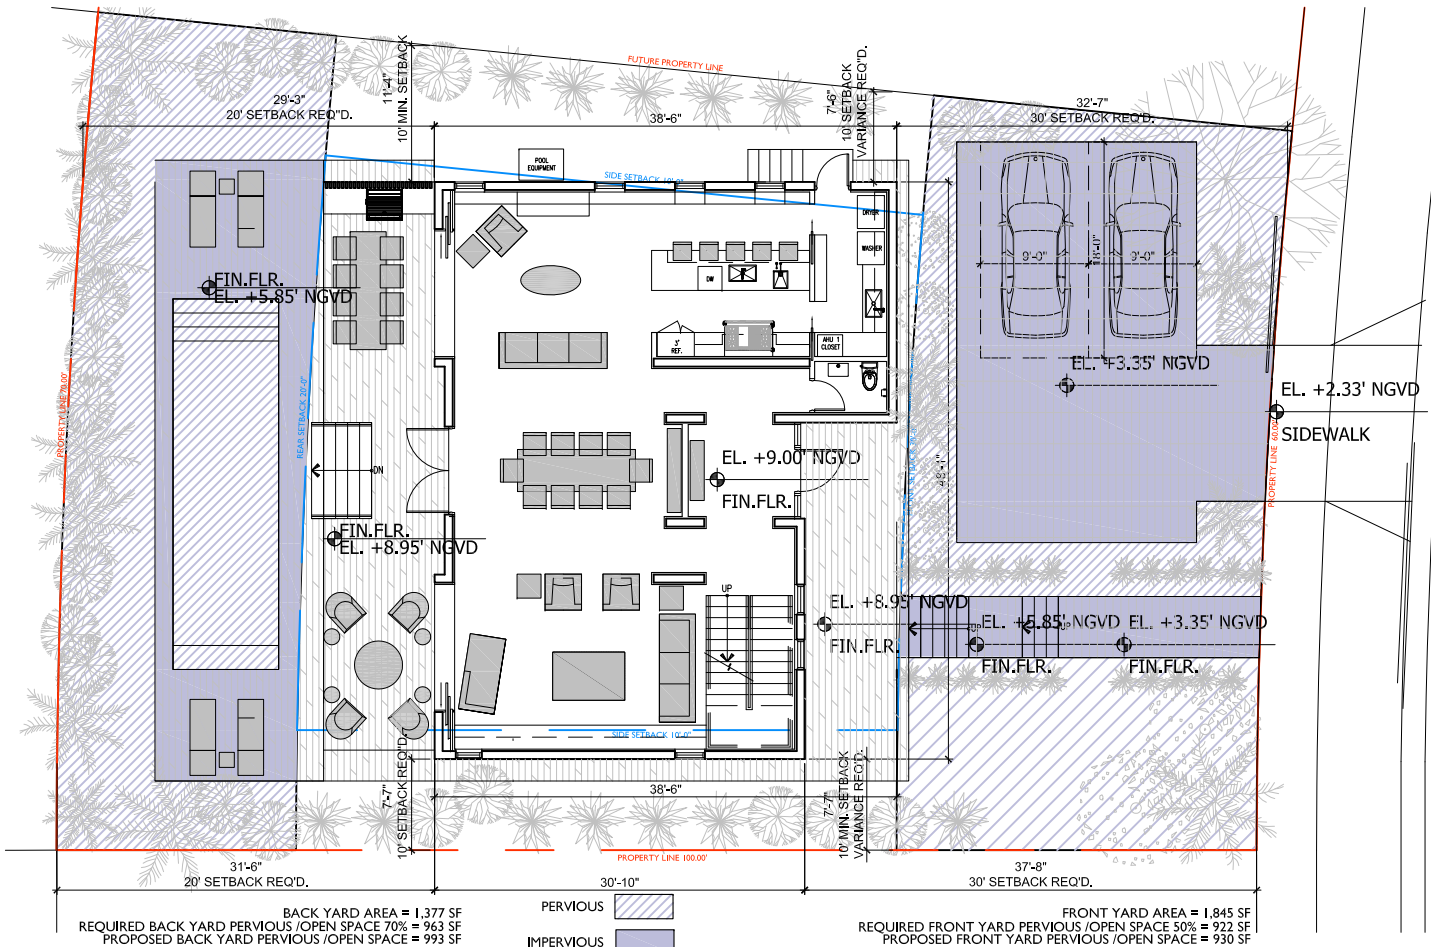 FUTURE PROPERTY LINE
29'-3"
20' SETBACK REQ"D.
11'-4"
10' MIN. SETBACK
38'-6"
7'-6"
10' SETBACK
VARIANCE REQ'D.
32'-7"
30' SETBACK REQ'D.
POOL
EQUIPMENT
SIDE SETBACK 10'-0"
DRYER
WASHER
DW
3'
REF.
AHU 1
CLOSET
9'-0"
18'-0"
9'-0"
FIN.FLR.
EL. +5.85' NGVD
EL. +3.35' NGVD
EL. +2.33' NGVD
SIDEWALK
PROPERTY LINE 70.00'
REAR SETBACK 20'-0"
PROPERTY LINE 60.00'
DN
EL. +9.00' NGVD
FIN.FLR.
48'-1"
FIN.FLR.
EL. +8.95' NGVD
UP
EL. +8.95' NGVD
FIN.FLR.
UP
EL. +5.85' NGVD
FIN.FLR.
UP
EL. +3.35' NGVD
FIN.FLR.
SIDE SETBACK 10'-0"
7'-7"
10' SETBACK REQ"D.
38'-6"
7'-7"
10' MIN. SETBACK
VARIANCE REQ'D.
PROPERTY LINE 100.00'
31'-6"
20' SETBACK REQ'D.
30'-10"
37'-8"
30' SETBACK REQ'D.
BACK YARD AREA = 1,377 SF
REQUIRED BACK YARD PERVIOUS /OPEN SPACE 70% = 963 SF
PROPOSED BACK YARD PERVIOUS /OPEN SPACE = 993 SF
PERVIOUS
IMPERVIOUS
FRONT YARD AREA = 1,845 SF
REQUIRED FRONT YARD PERVIOUS /OPEN SPACE 50% = 922 SF
PROPOSED FRONT YARD PERVIOUS /OPEN SPACE = 930 SF